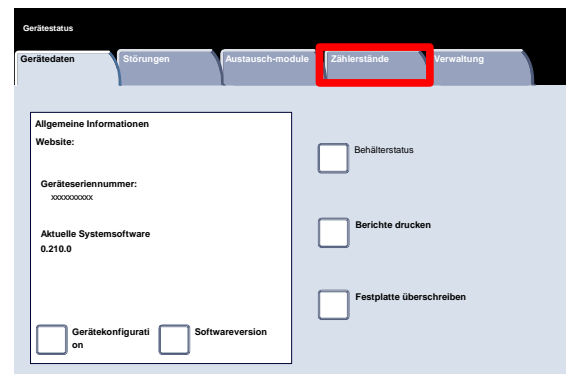 Gerätestatus
Gerätedaten Störungen Austausch-module Zählerstände Verwaltung
Allgemeine Informationen
Website:
Behälterstatus
Geräteseriennummer:
xxxxxxxxxx
Berichte drucken
Aktuelle Systemsoftware
0.210.0
Festplatte überschreiben
Gerätekonfigurati
on
Softwareversion